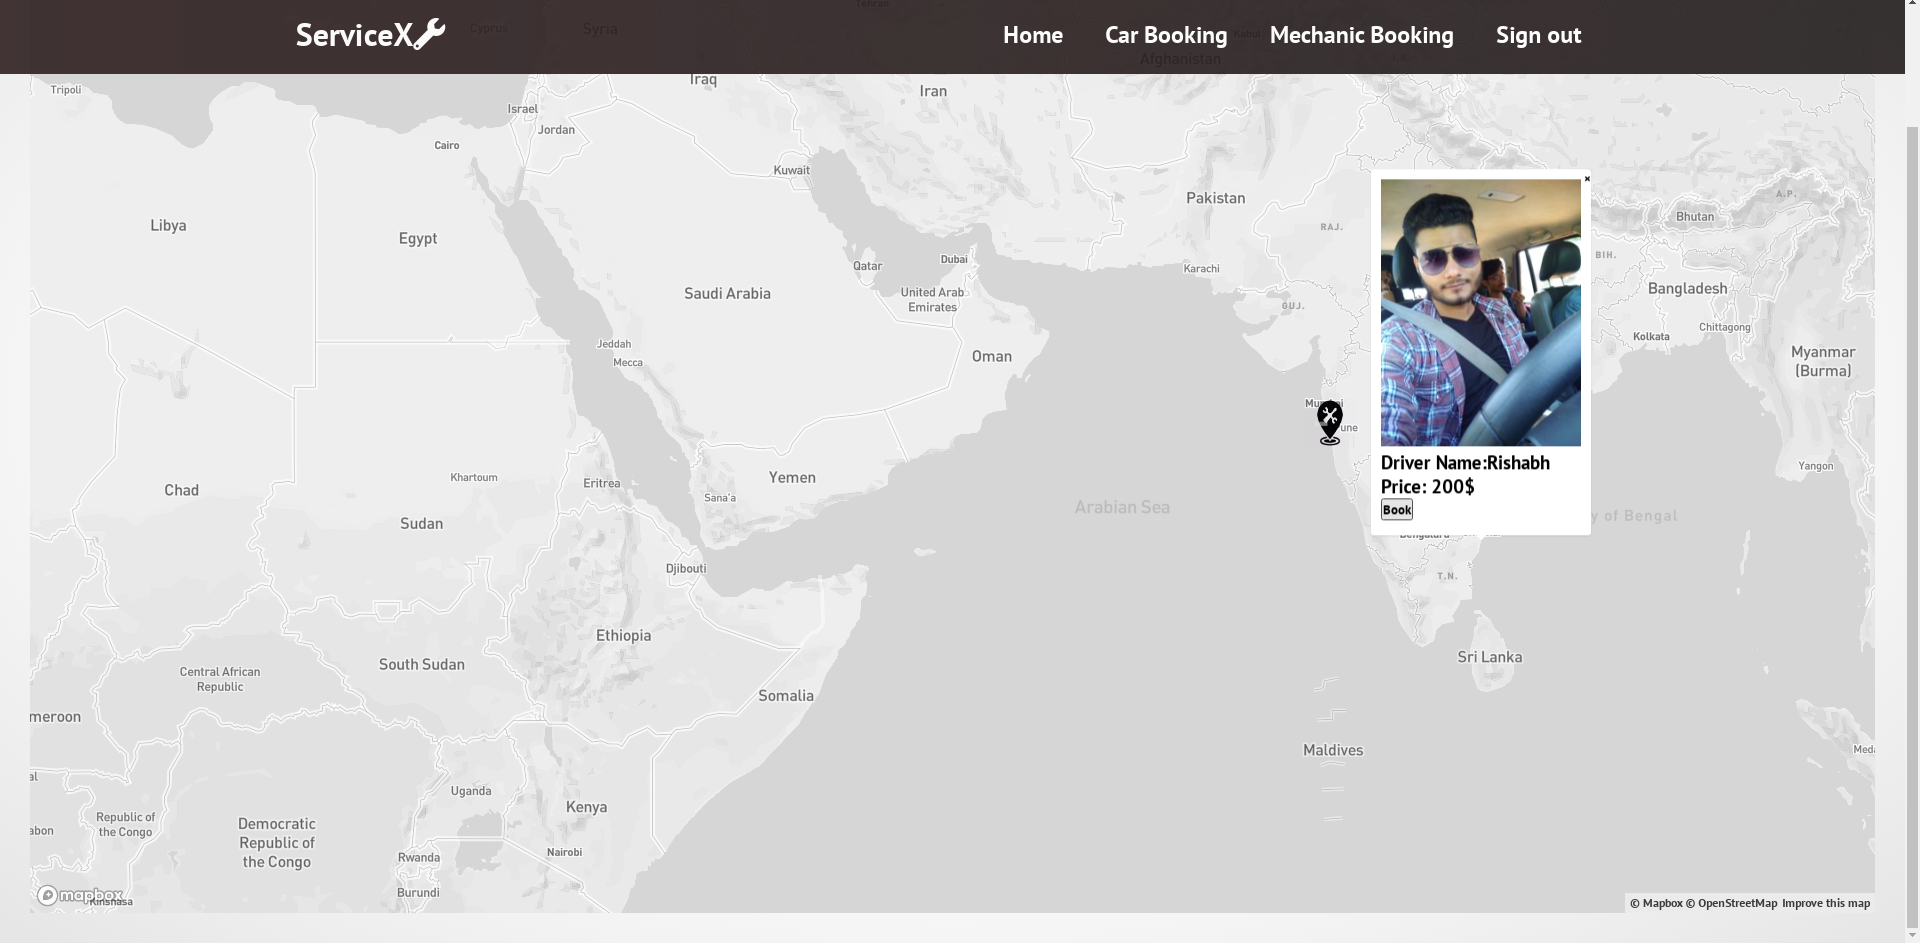 ServiceX
Home
Car Booking
Mechanic Booking
Sign out
Tehran
Cyprus
Syria
Kabul
Afghanistan
Iraq
Iran
Tripoli
Israel
Jordan
Cairo
Kuwait
Pakistan
RAJ.
A.P.
Bhutan
Libya
Egypt
BIH.
Qatar
Dubai
Karachi
Saudi Arabia
United Arab
Emirates
GUJ.
Bangladesh
Chittagong
Kolkata
Jeddah
Mecca
Oman
Myanmar
(Burma)
une
×
Driver Name:Rishabh
Price: 200$
Book
Khartoum
Yemen
Yangon
Eritrea
Sana'a
Chad
Sudan
Arabian Sea
y of Bengal
Bengaluru
Djibouti
T.N.
Ethiopia
South Sudan
Central African
Republic
Sri Lanka
Somalia
meroon
Maldives
Meda
al
Uganda
Kenya
Republic of
the Congo
abon
Democratic
Republic of
the Congo
Nairobi
Rwanda
Burundi
mapbox
Kinshasa
© Mapbox © OpenStreetMap Improve this map